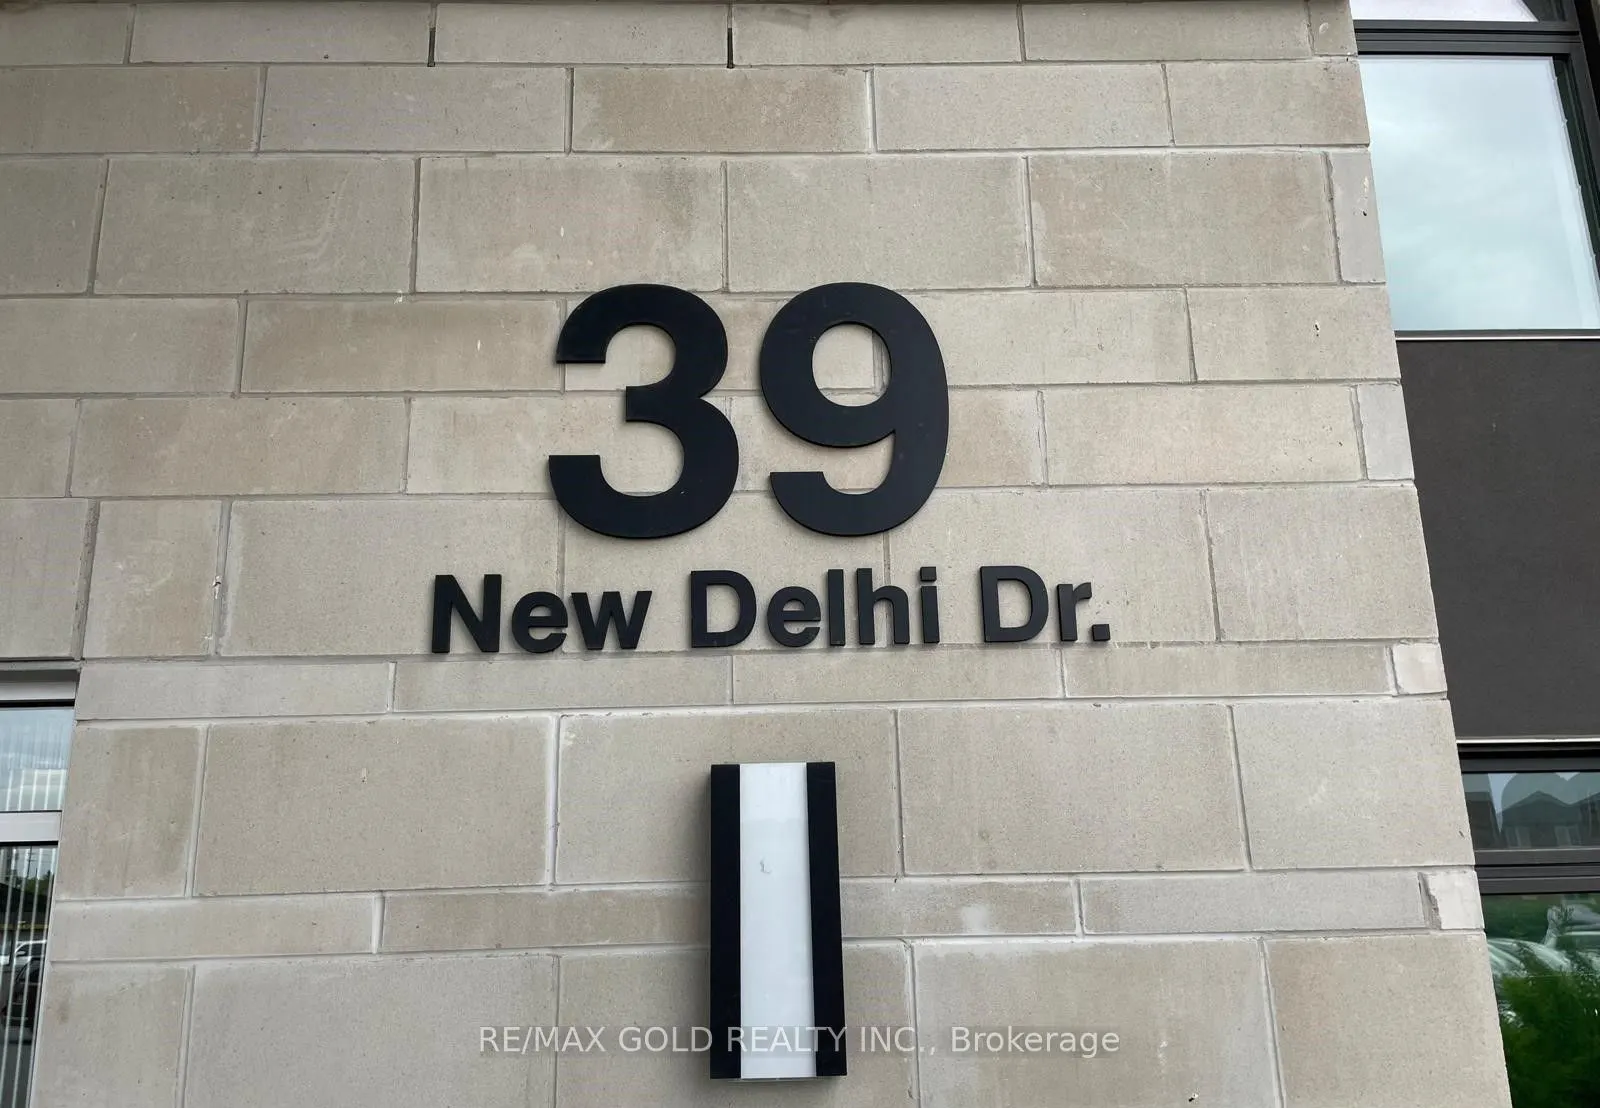 39
New Delhi Dr.
RE/MAX GOLD REALTY INC., Brokerage